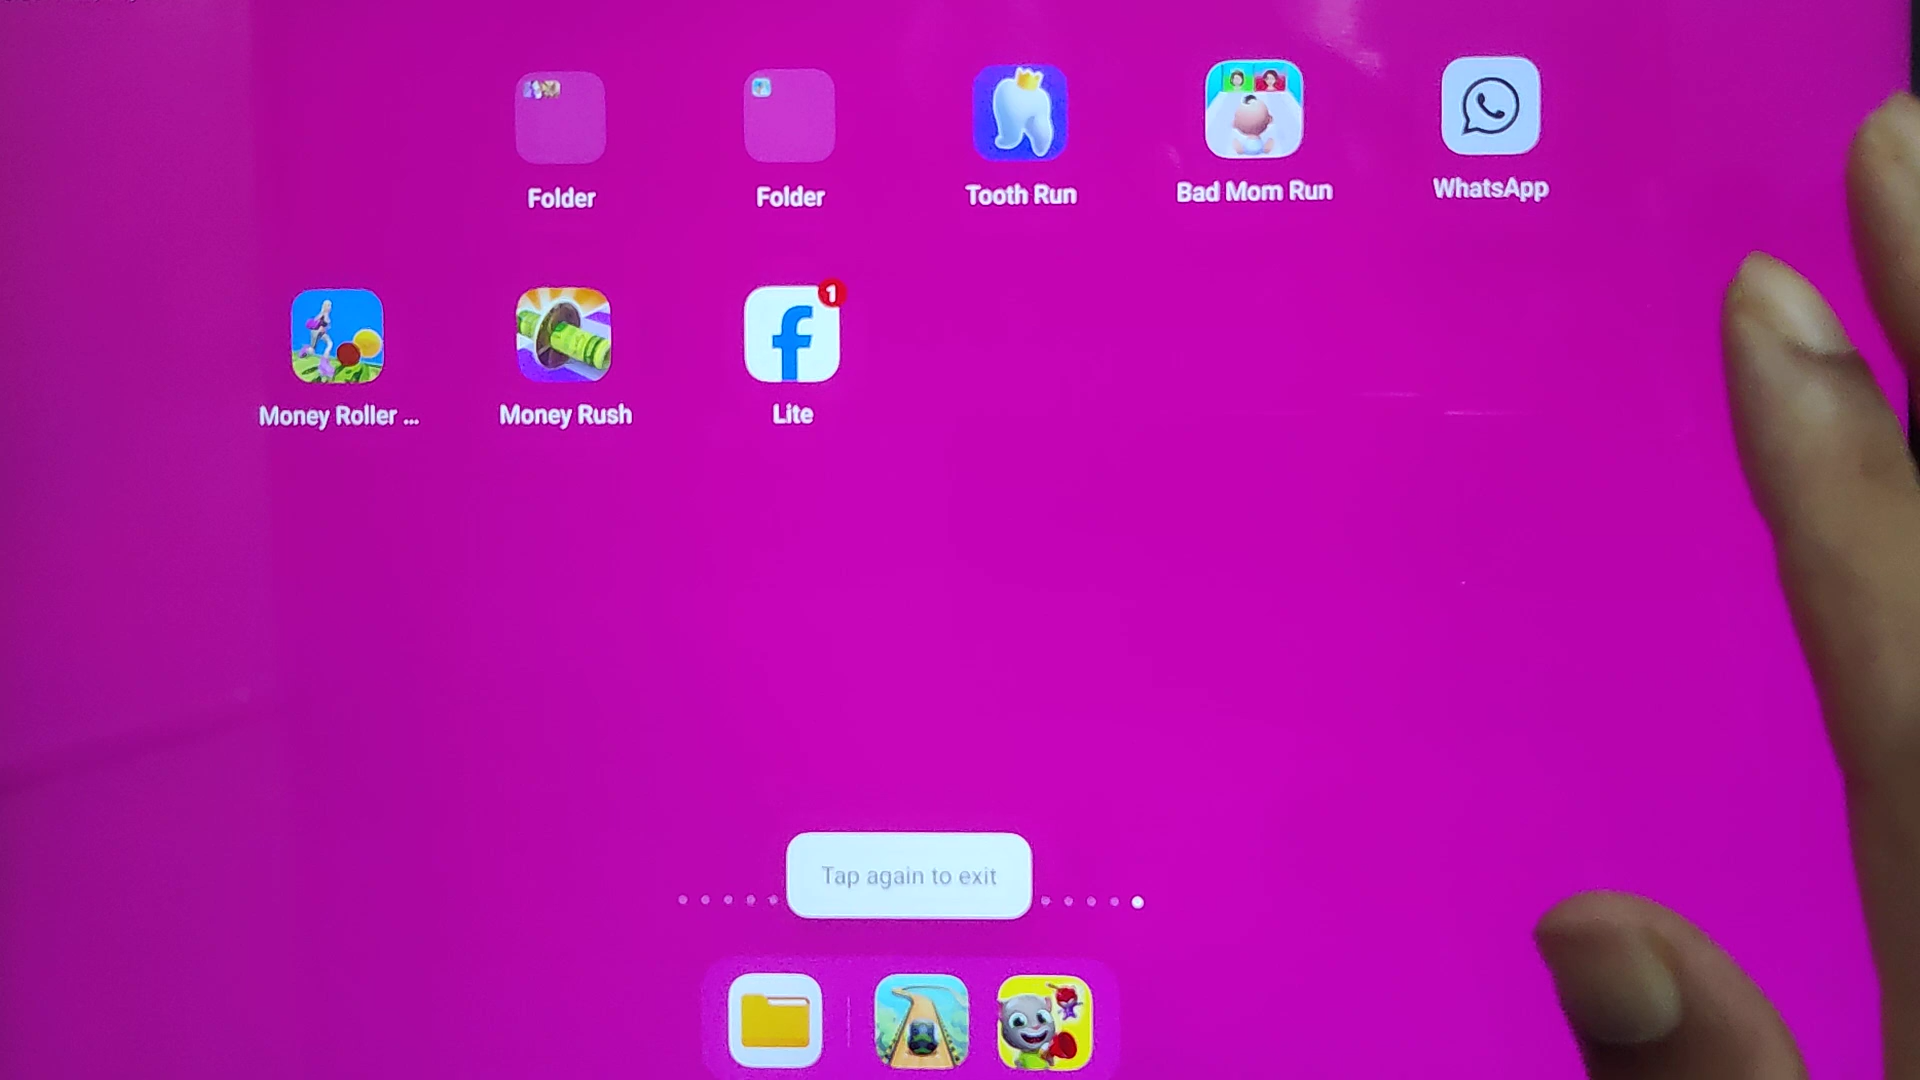 Folder
Folder
Tooth Run
Bad Mom Run
WhatsApp
Money Roller ...
Money Rush
1
Lite
Tap again to exit